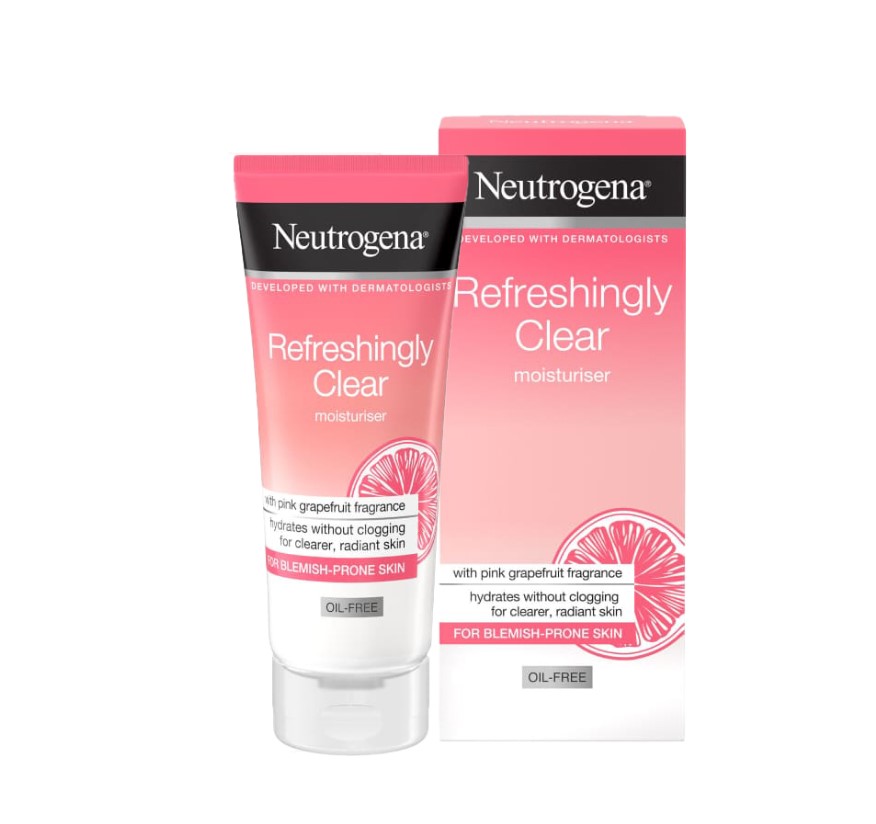 Neutrogena®
DEVELOPED WITH DERMATOLOGISTS
Refreshingly
Clear
moisturiser
with pink grapefruit fragrance
hydrates without clogging
for clearer, radiant skin
FOR BLEMISH-PRONE SKIN
OIL-FREE
Neutrogena
Neutrogena®
DEVELOPED WITH DERMATOLOGISTS
Refreshingly
Clear
moisturiser
with pink grapefruit fragrance
hydrates without clogging
for clearer, radiant skin
FOR BLEMISH-PRONE SKIN
OIL-FREE